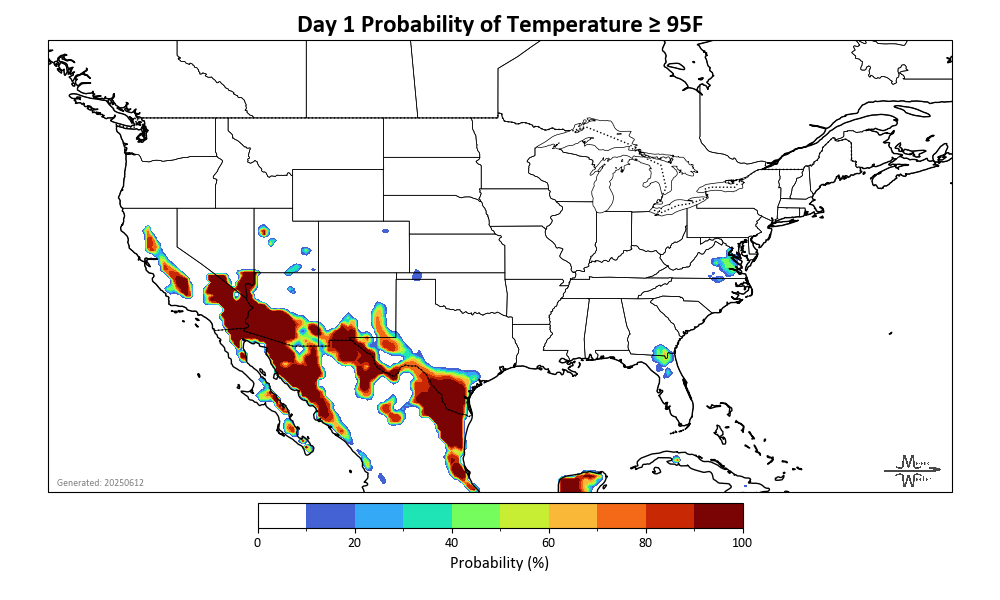 Day 1 Probability of Temperature ≥ 95F
Generated: 20250612
0 20 40 60 80 100
Probability (%)